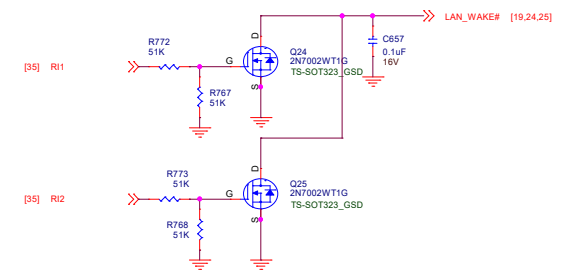 LAN_WAKE# [19,24,25]
R772
51K
[35] RI1
D
G
S
Q24
2N7002WT1G
TS-SOT323_GSD
C657
0.1uF
16V
R767
51K
R773
51K
[35] RI2
D
G
S
Q25
2N7002WT1G
TS-SOT323_GSD
R768
51K